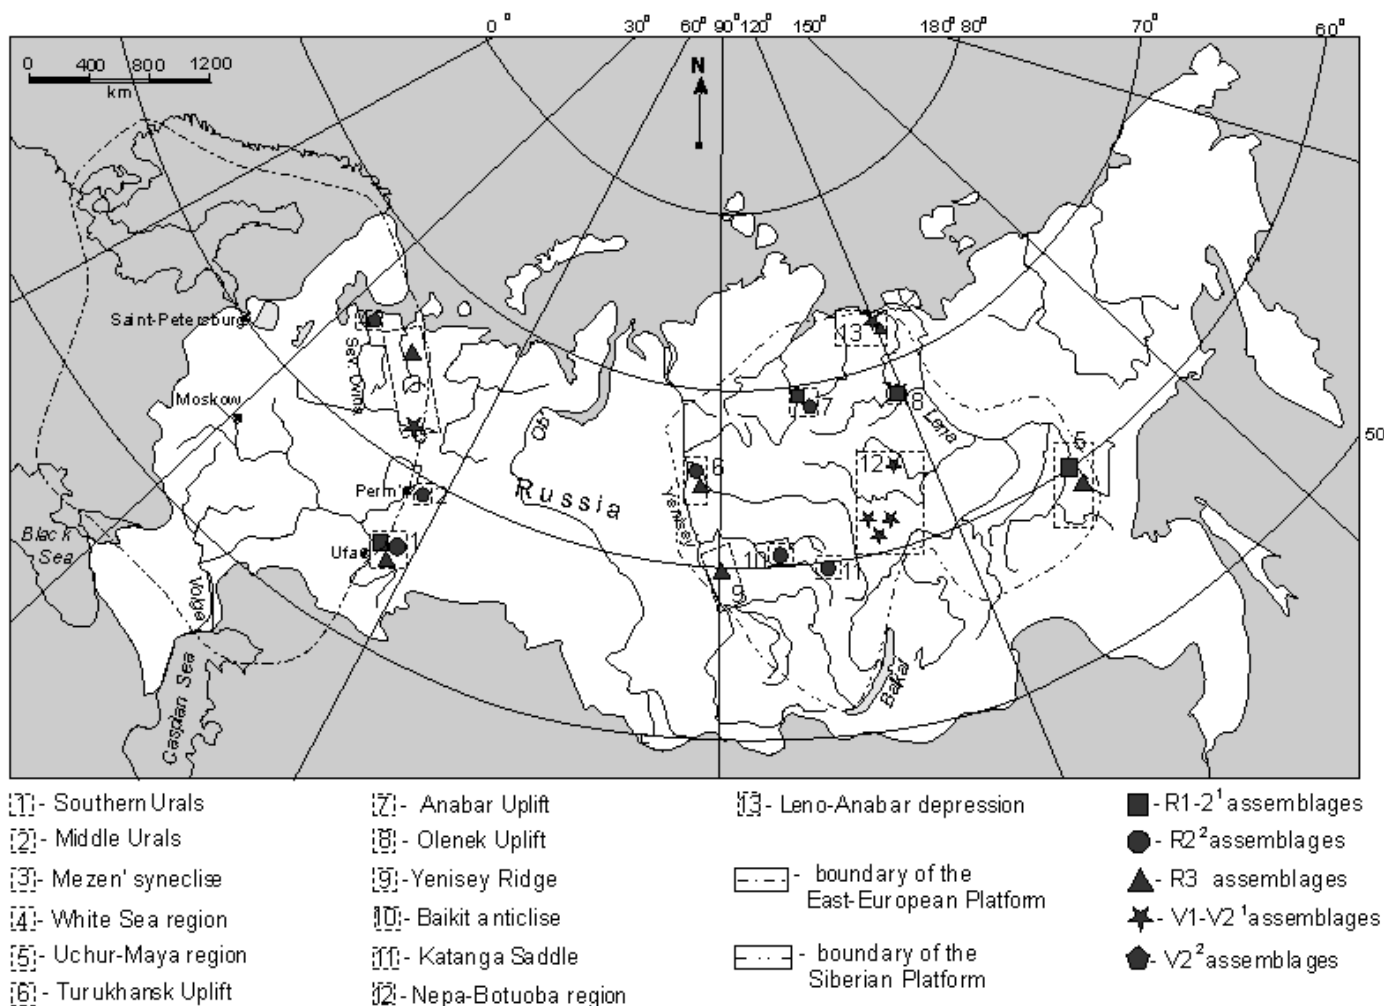 0° 30° 60° 90° 120° 150° 180° 80° 70° 60°
0 400 800 1200
km
N
13
Saint-Petersburg
Sev. Dvina
Moskow
7
8
Ob
Lena
5
50
6
12
Perm'
2
Russia
Yenisei
Black
Sea
Ufa
1
10
11
9
Volga
Baikal
Caspian Sea
1 - Southern Urals
2 - Middle Urals
3 - Mezen' syneclise
4 - White Sea region
5 - Uchur-Maya region
6 - Turukhansk Uplift
7 - Anabar Uplift
8 - Olenek Uplift
9 - Yenisey Ridge
10 - Baikit anticlise
11 - Katanga Saddle
12 - Nepa-Botuoba region
13 - Leno-Anabar depression
- boundary of the
East-European Platform
- boundary of the
Siberian Platform
- R1-2¹ assemblages
- R2² assemblages
- R3 assemblages
- V1-V2¹ assemblages
- V2² assemblages